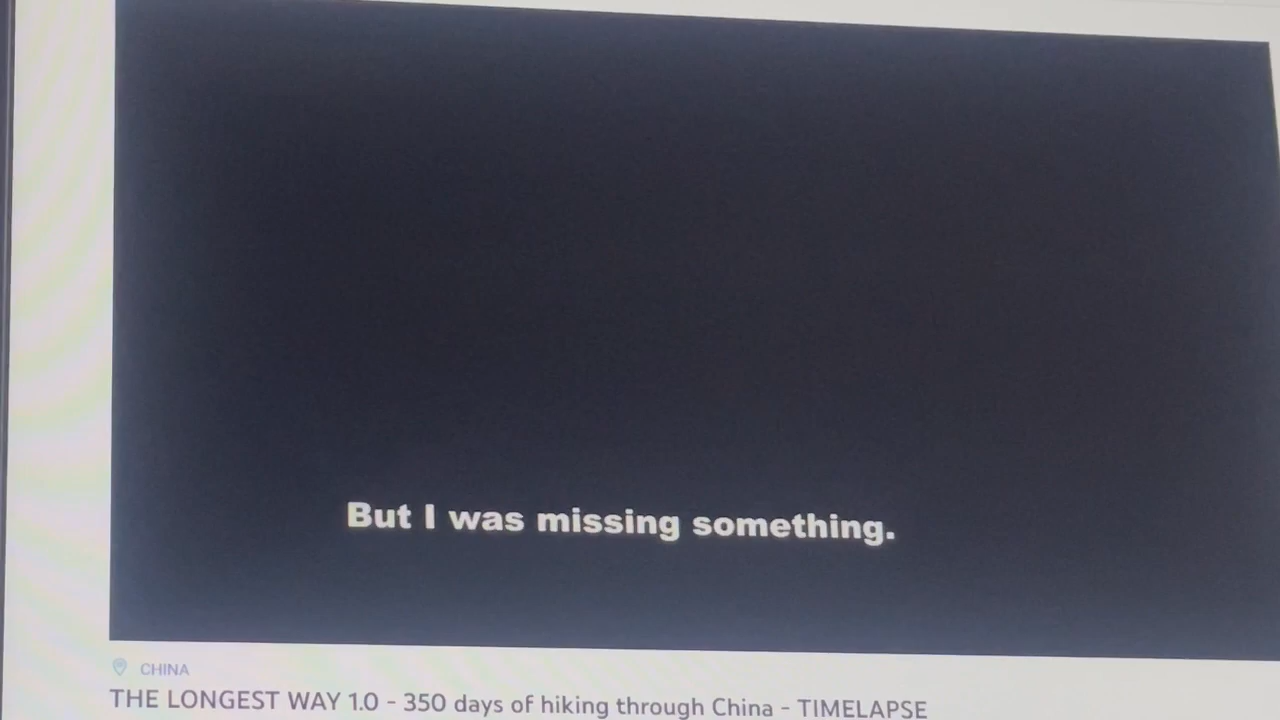 But I was missing something.
CHINA
THE LONGEST WAY 1.0 - 350 days of hiking through China - TIMELAPSE